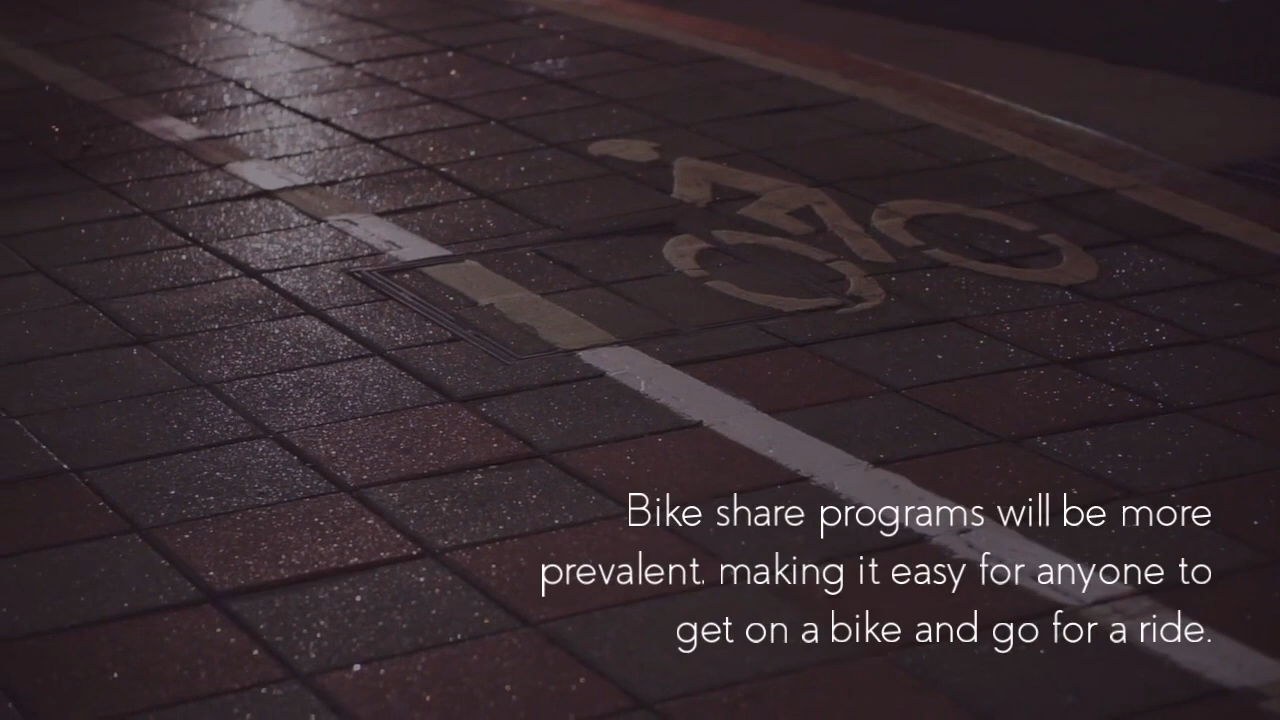 Bike share programs will be more
prevalent. making it easy for anyone to
get on a bike and go for a ride.